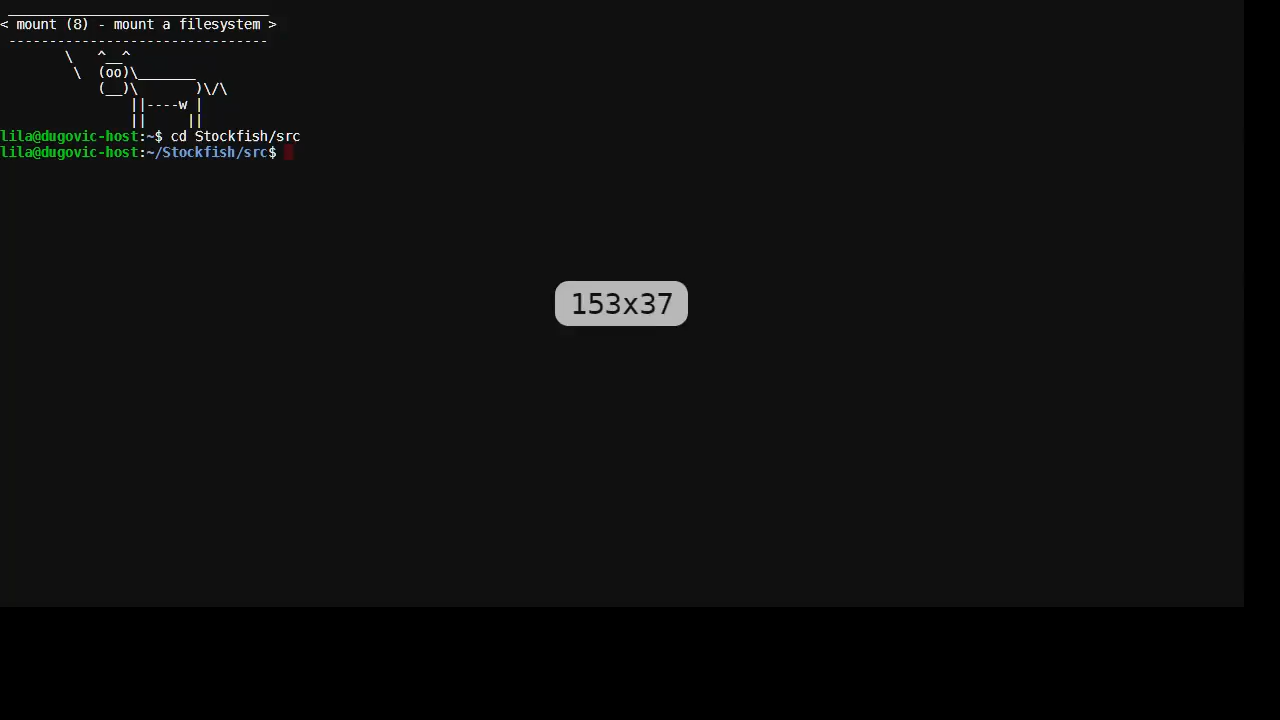 _________________________________
< mount (8) - mount a filesystem >
 --------------------------------
        \   ^__^
         \  (oo)\_______
            (__)\       )\/\
                ||----w |
                ||     ||
lila@dugovic-host:~$ cd Stockfish/src
lila@dugovic-host:~/Stockfish/src$
153x37